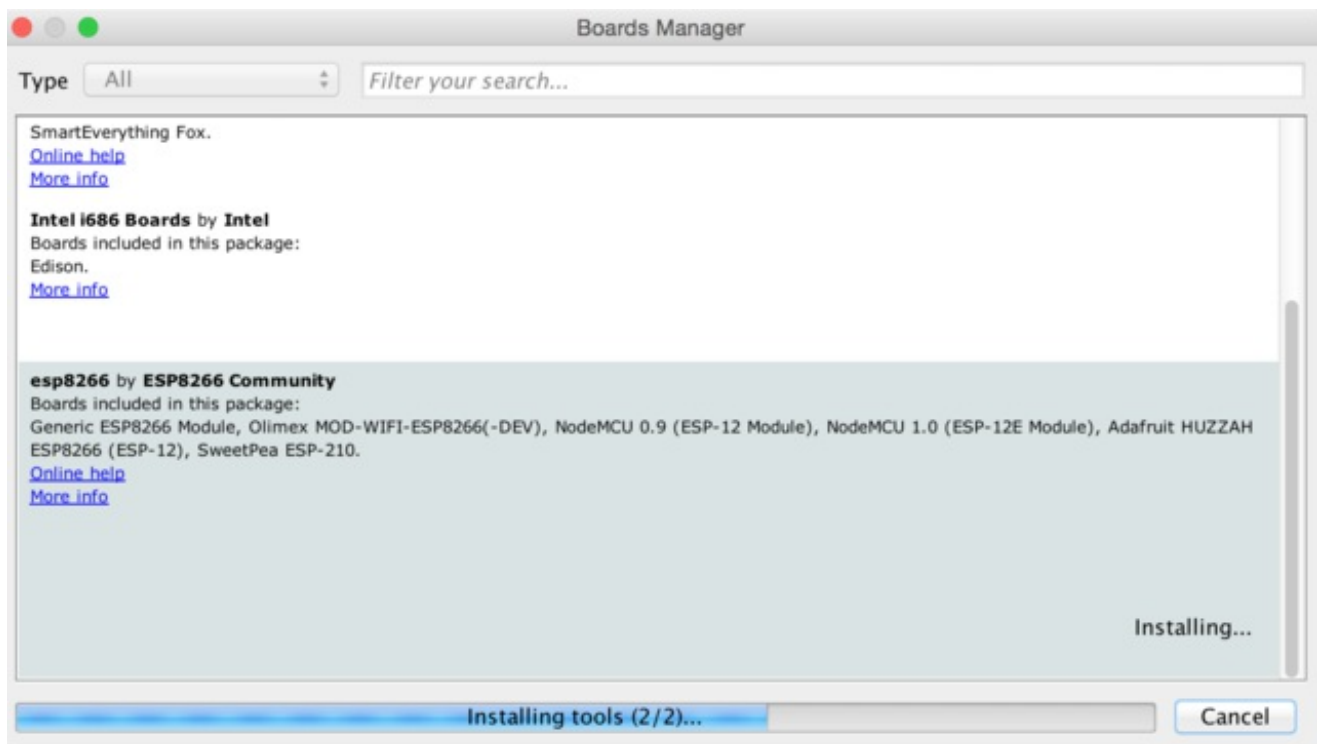 Boards Manager
Type All Filter your search...
SmartEverything Fox.
Online help
More info
Intel i686 Boards by Intel
Boards included in this package:
Edison.
More info
esp8266 by ESP8266 Community
Boards included in this package:
Generic ESP8266 Module, Olimex MOD-WIFI-ESP8266(-DEV), NodeMCU 0.9 (ESP-12 Module), NodeMCU 1.0 (ESP-12E Module), Adafruit HUZZAH
ESP8266 (ESP-12), SweetPea ESP-210.
Online help
More info
Installing...
Installing tools (2/2)... Cancel